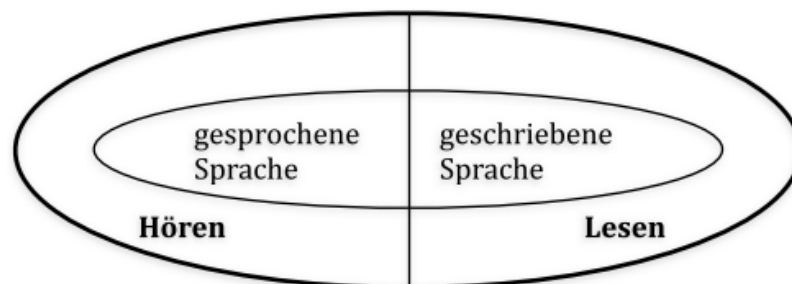 gesprochene
Sprache
geschriebene
Sprache
Hören
Lesen